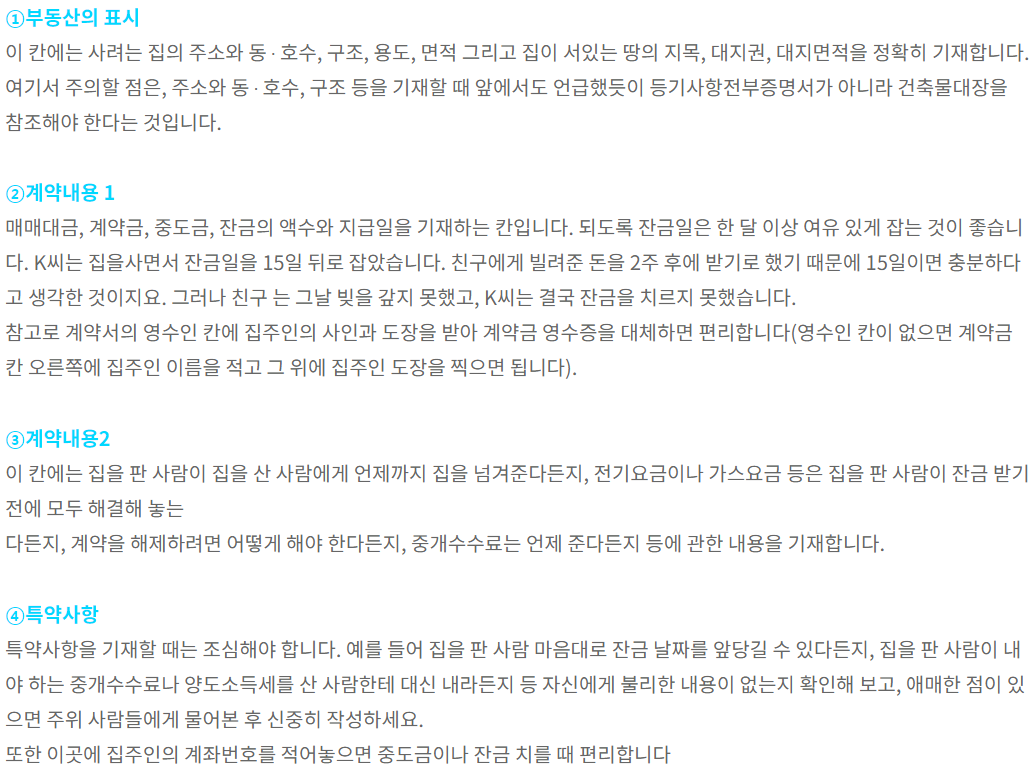 ①부동산의 표시
이 칸에는 사려는 집의 주소와 동 · 호수, 구조, 용도, 면적 그리고 집이 서있는 땅의 지목, 대지권, 대지면적을 정확히 기재합니다.
여기서 주의할 점은, 주소와 동 · 호수, 구조 등을 기재할 때 앞에서도 언급했듯이 등기사항전부증명서가 아니라 건축물대장을
참조해야 한다는 것입니다.
②계약내용 1
매매대금, 계약금, 중도금, 잔금의 액수와 지급일을 기재하는 칸입니다. 되도록 잔금일은 한 달 이상 여유 있게 잡는 것이 좋습니
다. K씨는 집을사면서 잔금일을 15일 뒤로 잡았습니다. 친구에게 빌려준 돈을 2주 후에 받기로 했기 때문에 15일이면 충분하다
고 생각한 것이지요. 그러나 친구 는 그날 빚을 갚지 못했고, K씨는 결국 잔금을 치르지 못했습니다.
참고로 계약서의 영수인 칸에 집주인의 사인과 도장을 받아 계약금 영수증을 대체하면 편리합니다(영수인 칸이 없으면 계약금
칸 오른쪽에 집주인 이름을 적고 그 위에 집주인 도장을 찍으면 됩니다).
③계약내용2
이 칸에는 집을 판 사람이 집을 산 사람에게 언제까지 집을 넘겨준다든지, 전기요금이나 가스요금 등은 집을 판 사람이 잔금 받기
전에 모두 해결해 놓는
다든지, 계약을 해제하려면 어떻게 해야 한다든지, 중개수수료는 언제 준다든지 등에 관한 내용을 기재합니다.
④특약사항
특약사항을 기재할 때는 조심해야 합니다. 예를 들어 집을 판 사람 마음대로 잔금 날짜를 앞당길 수 있다든지, 집을 판 사람이 내
야 하는 중개수수료나 양도소득세를 산 사람한테 대신 내라든지 등 자신에게 불리한 내용이 없는지 확인해 보고, 애매한 점이 있
으면 주위 사람들에게 물어본 후 신중히 작성하세요.
또한 이곳에 집주인의 계좌번호를 적어놓으면 중도금이나 잔금 치를 때 편리합니다